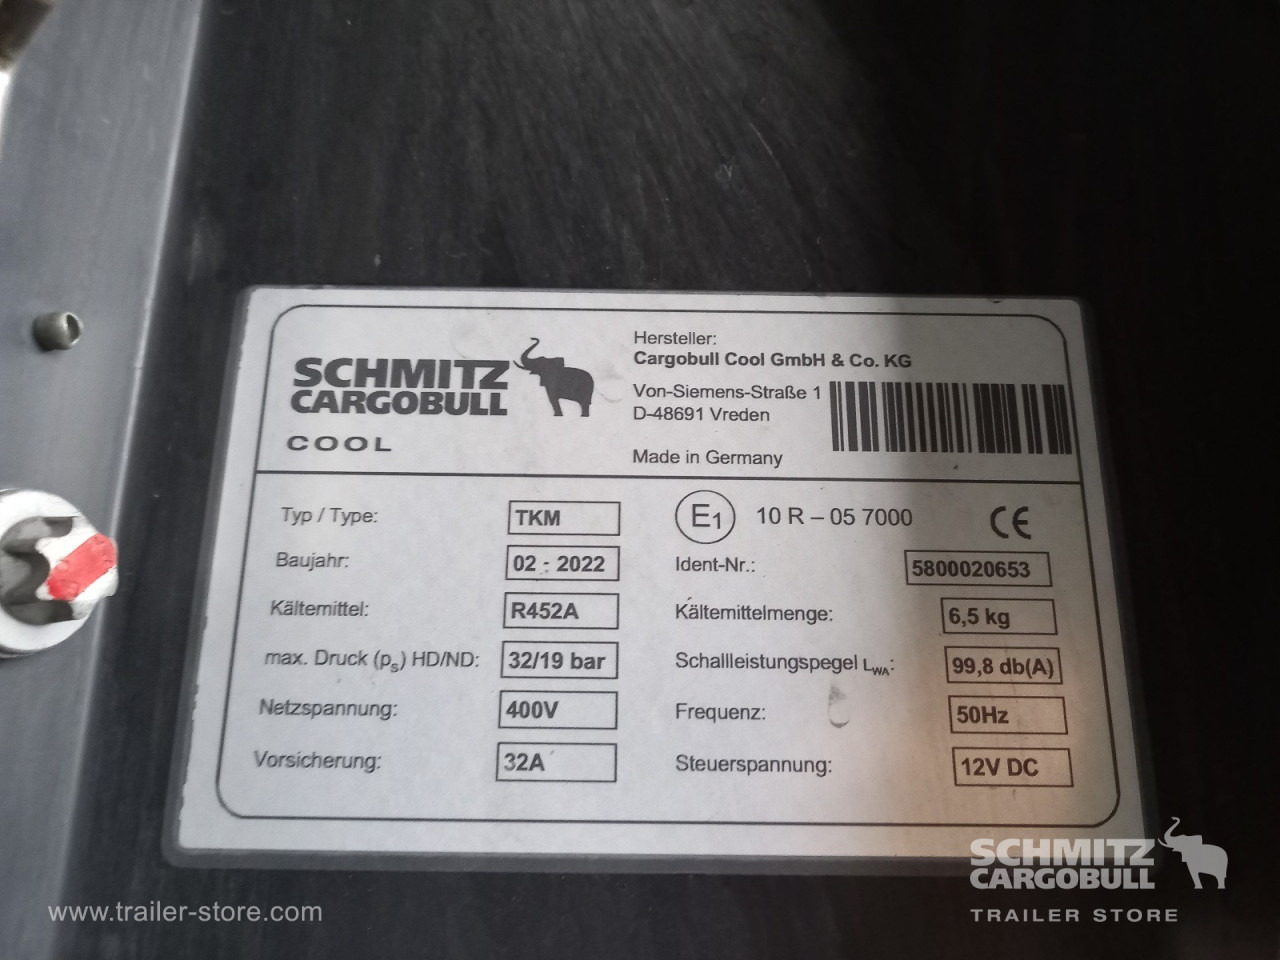 SCHMITZ
CARGOBULL
COOL
Hersteller:
Cargobull Cool GmbH & Co. KG
Von-Siemens-Straße 1
D-48691 Vreden
Made in Germany
Typ / Type: TKM
Baujahr: 02 - 2022
Kältemittel: R452A
max. Druck (ps) HD/ND: 32/19 bar
Netzspannung: 400V
Vorsicherung: 32A
E1 10 R – 05 7000 CE
Ident-Nr.: 5800020653
Kältemittelmenge: 6,5 kg
Schallleistungspegel LWA: 99,8 db(A)
Frequenz: 50Hz
Steuerspannung: 12V DC
SCHMITZ
CARGOBULL
TRAILER STORE
www.trailer-store.com